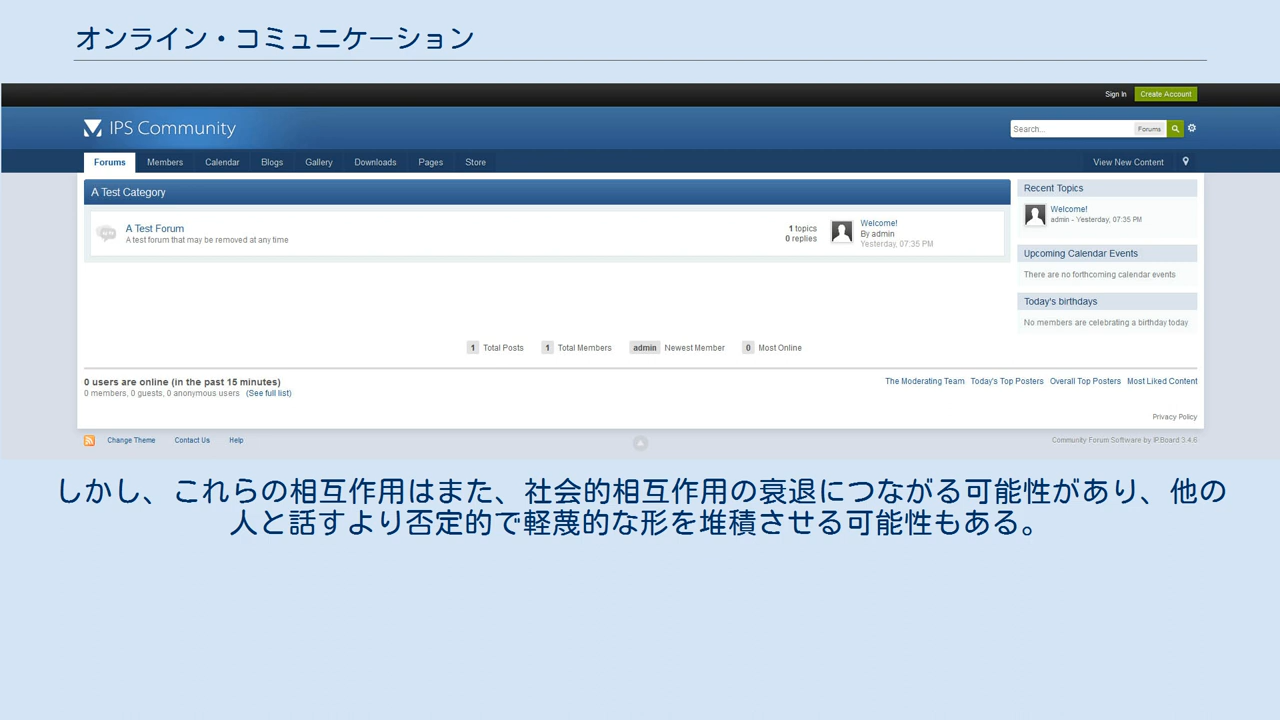 オンライン・コミュニケーション
Sign In Create Account
IPS Community
Search... Forums
Forums Members Calendar Blogs Gallery Downloads Pages Store View New Content
A Test Category
Recent Topics
A Test Forum
A test forum that may be removed at any time
1 topics
0 replies
Welcome!
By admin
Yesterday, 07:35 PM
Welcome!
admin - Yesterday, 07:35 PM
Upcoming Calendar Events
There are no forthcoming calendar events
Today's birthdays
No members are celebrating a birthday today
1 Total Posts 1 Total Members admin Newest Member 0 Most Online
0 users are online (in the past 15 minutes)
0 members, 0 guests, 0 anonymous users (See full list)
The Moderating Team Today's Top Posters Overall Top Posters Most Liked Content
Privacy Policy
Change Theme Contact Us Help
Community Forum Software by IP.Board 3.4.6
しかし、これらの相互作用はまた、社会的相互作用の衰退につながる可能性があり、他の
人と話すより否定的で軽蔑的な形を堆積させる可能性もある。